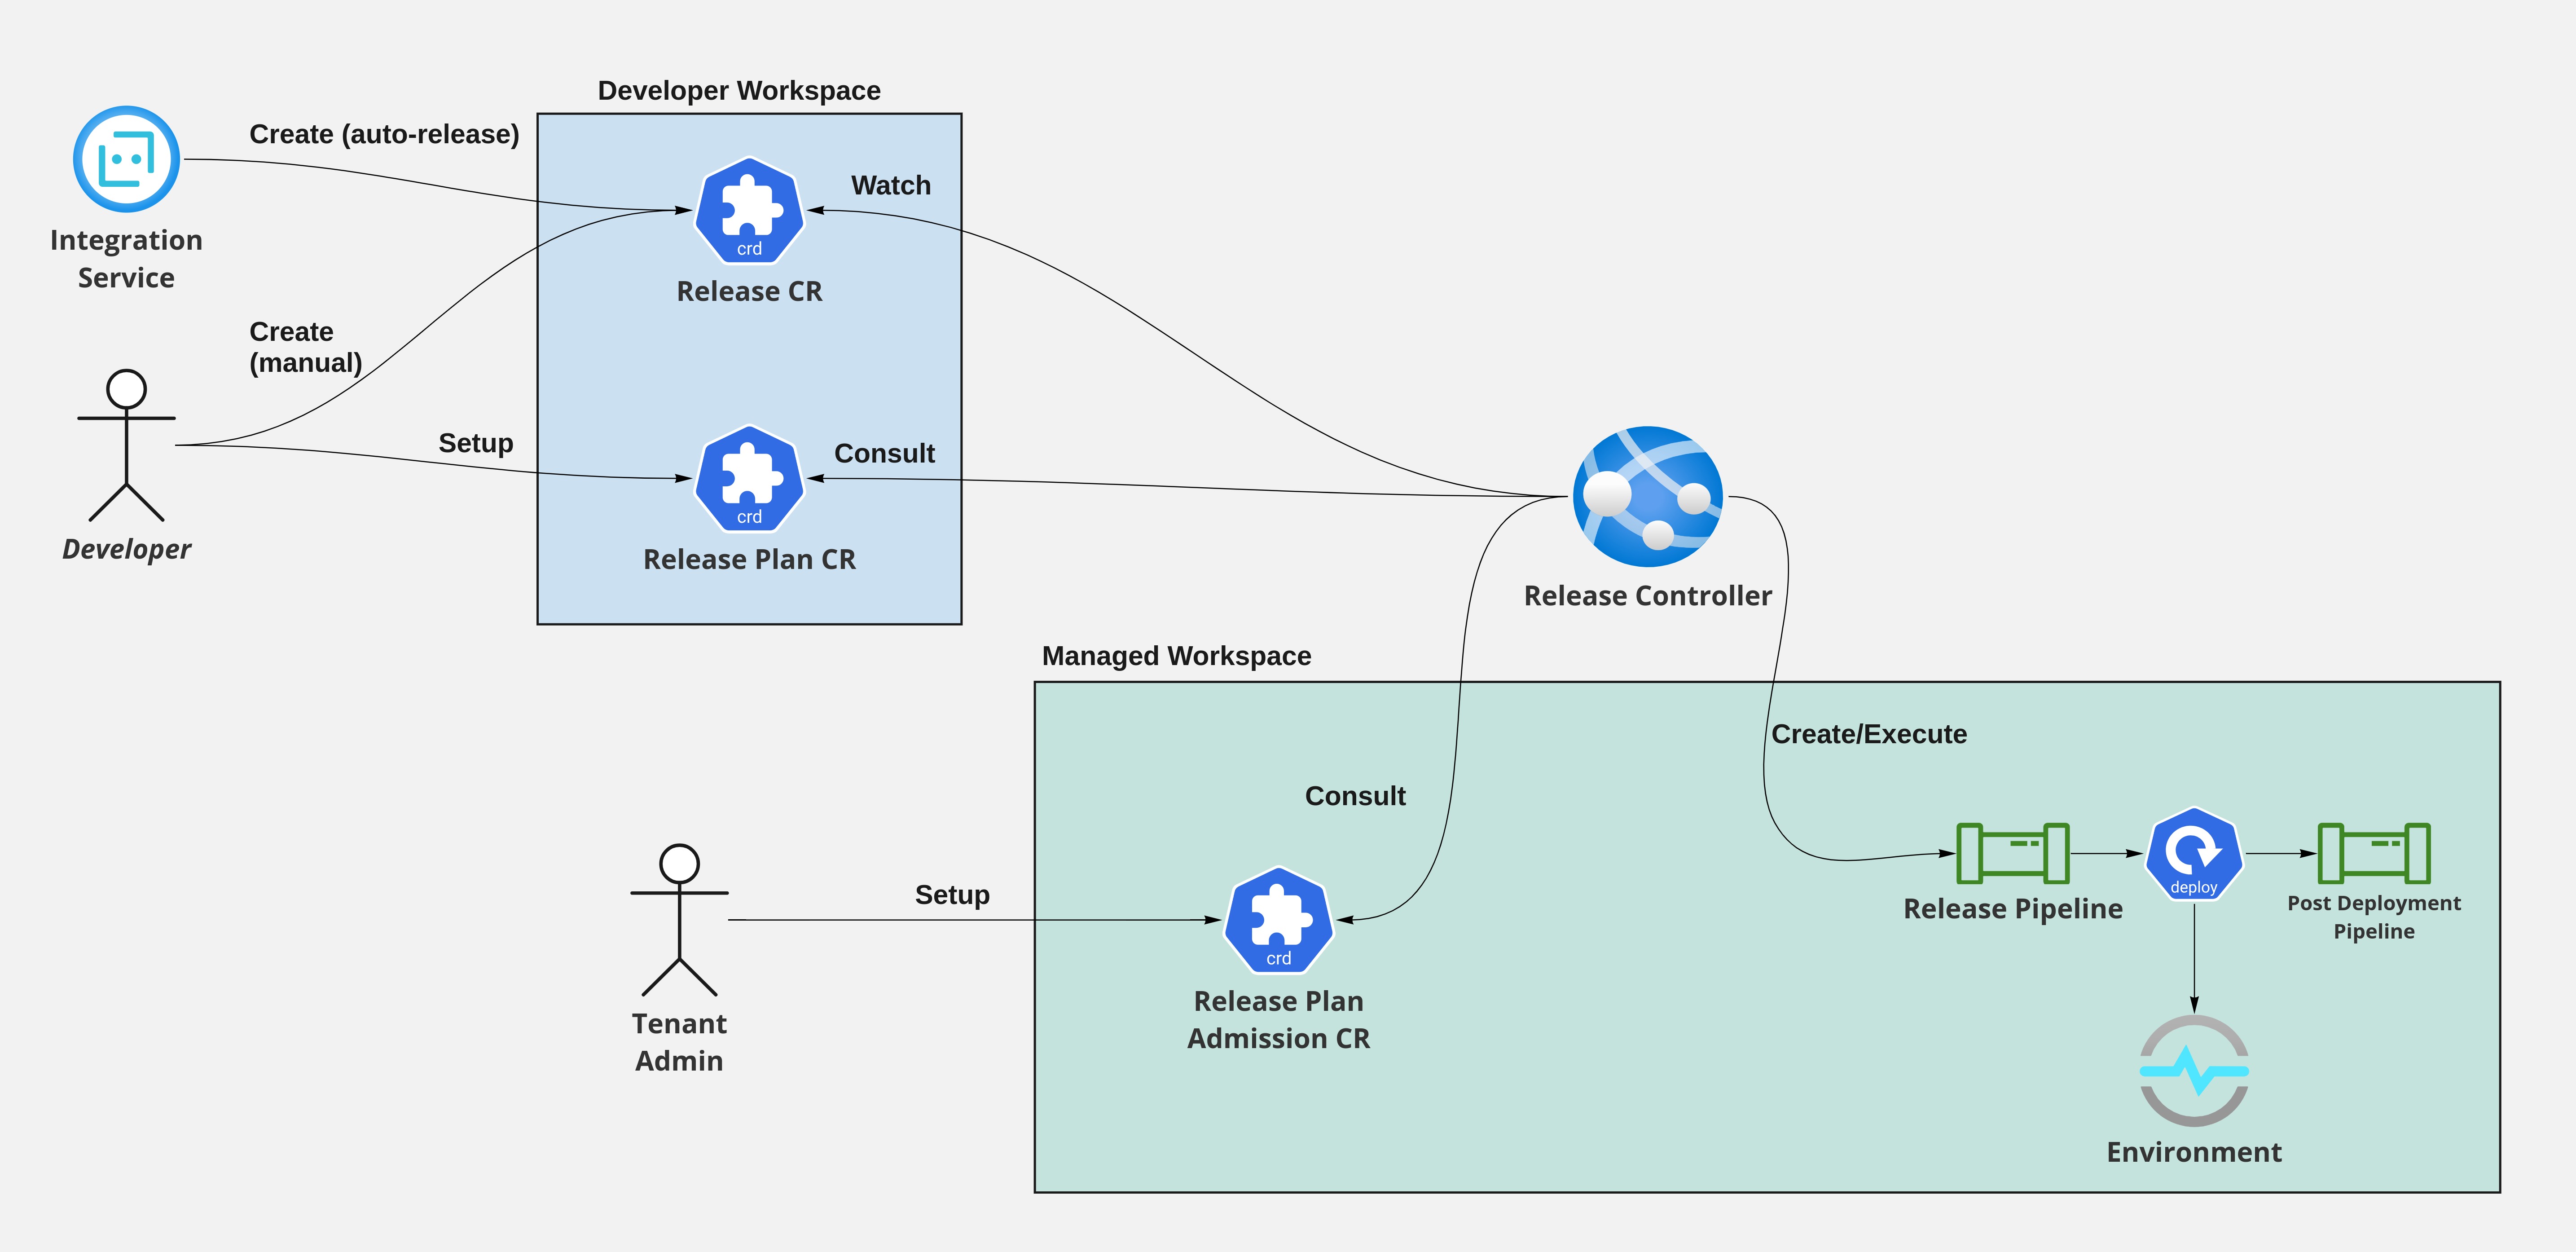 Developer Workspace
Create (auto-release)
Integration
Service
Watch
crd
Release CR
Create
(manual)
Setup
Consult
crd
Developer
Release Plan CR
Release Controller
Managed Workspace
Create/Execute
Consult
Setup
crd
Release Plan
Admission CR
Tenant
Admin
deploy
Release Pipeline
Post Deployment
Pipeline
Environment